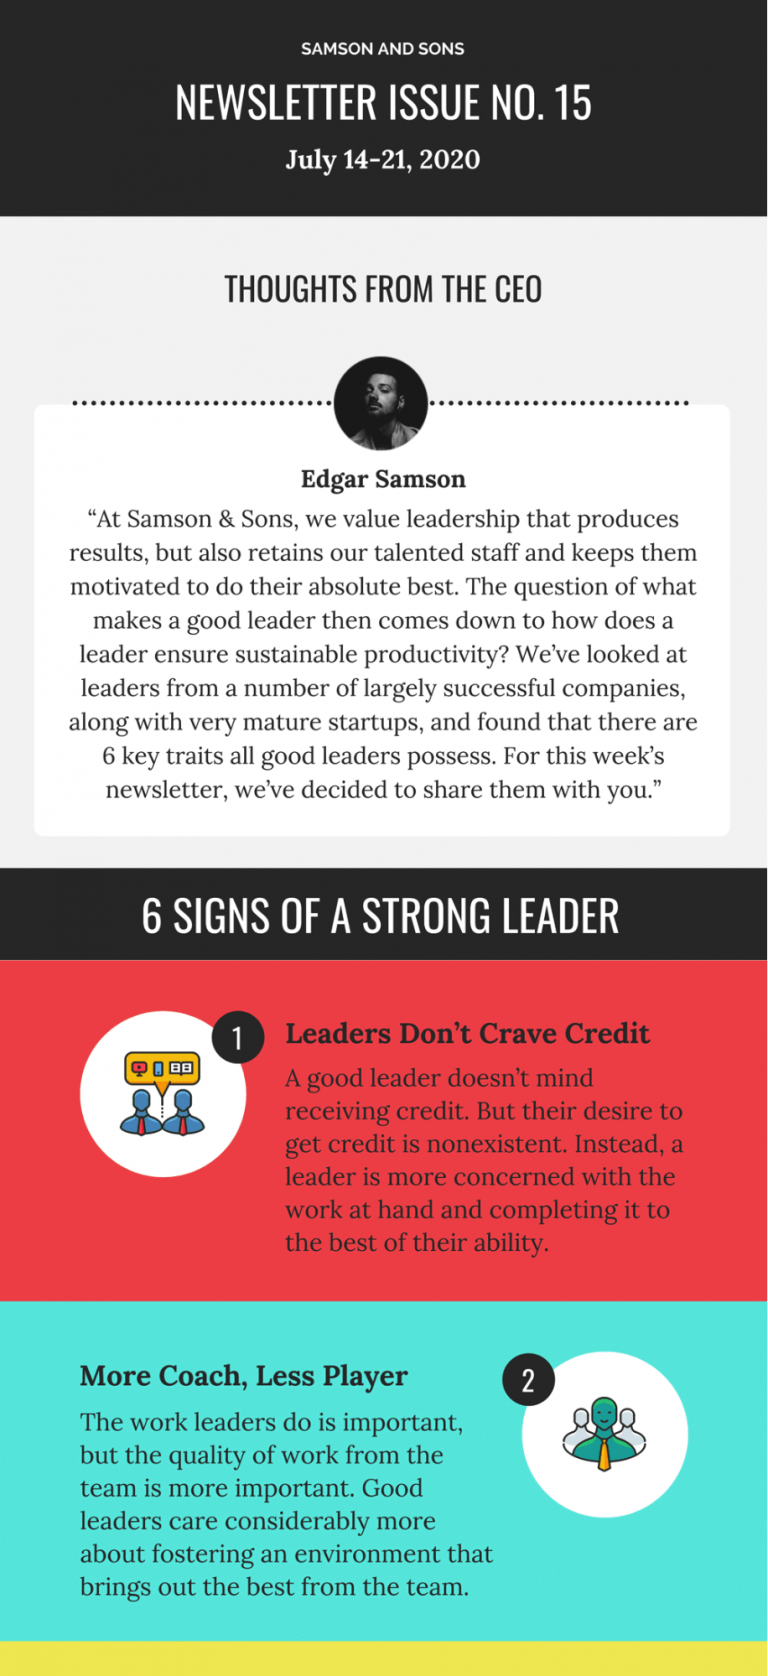 SAMSON AND SONS
NEWSLETTER ISSUE NO. 15
July 14-21, 2020
THOUGHTS FROM THE CEO
Edgar Samson
“At Samson & Sons, we value leadership that produces
results, but also retains our talented staff and keeps them
motivated to do their absolute best. The question of what
makes a good leader then comes down to how does a
leader ensure sustainable productivity? We’ve looked at
leaders from a number of largely successful companies,
along with very mature startups, and found that there are
6 key traits all good leaders possess. For this week’s
newsletter, we’ve decided to share them with you.”
6 SIGNS OF A STRONG LEADER
1
Leaders Don’t Crave Credit
A good leader doesn’t mind
receiving credit. But their desire to
get credit is nonexistent. Instead, a
leader is more concerned with the
work at hand and completing it to
the best of their ability.
More Coach, Less Player
2
The work leaders do is important,
but the quality of work from the
team is more important. Good
leaders care considerably more
about fostering an environment that
brings out the best from the team.